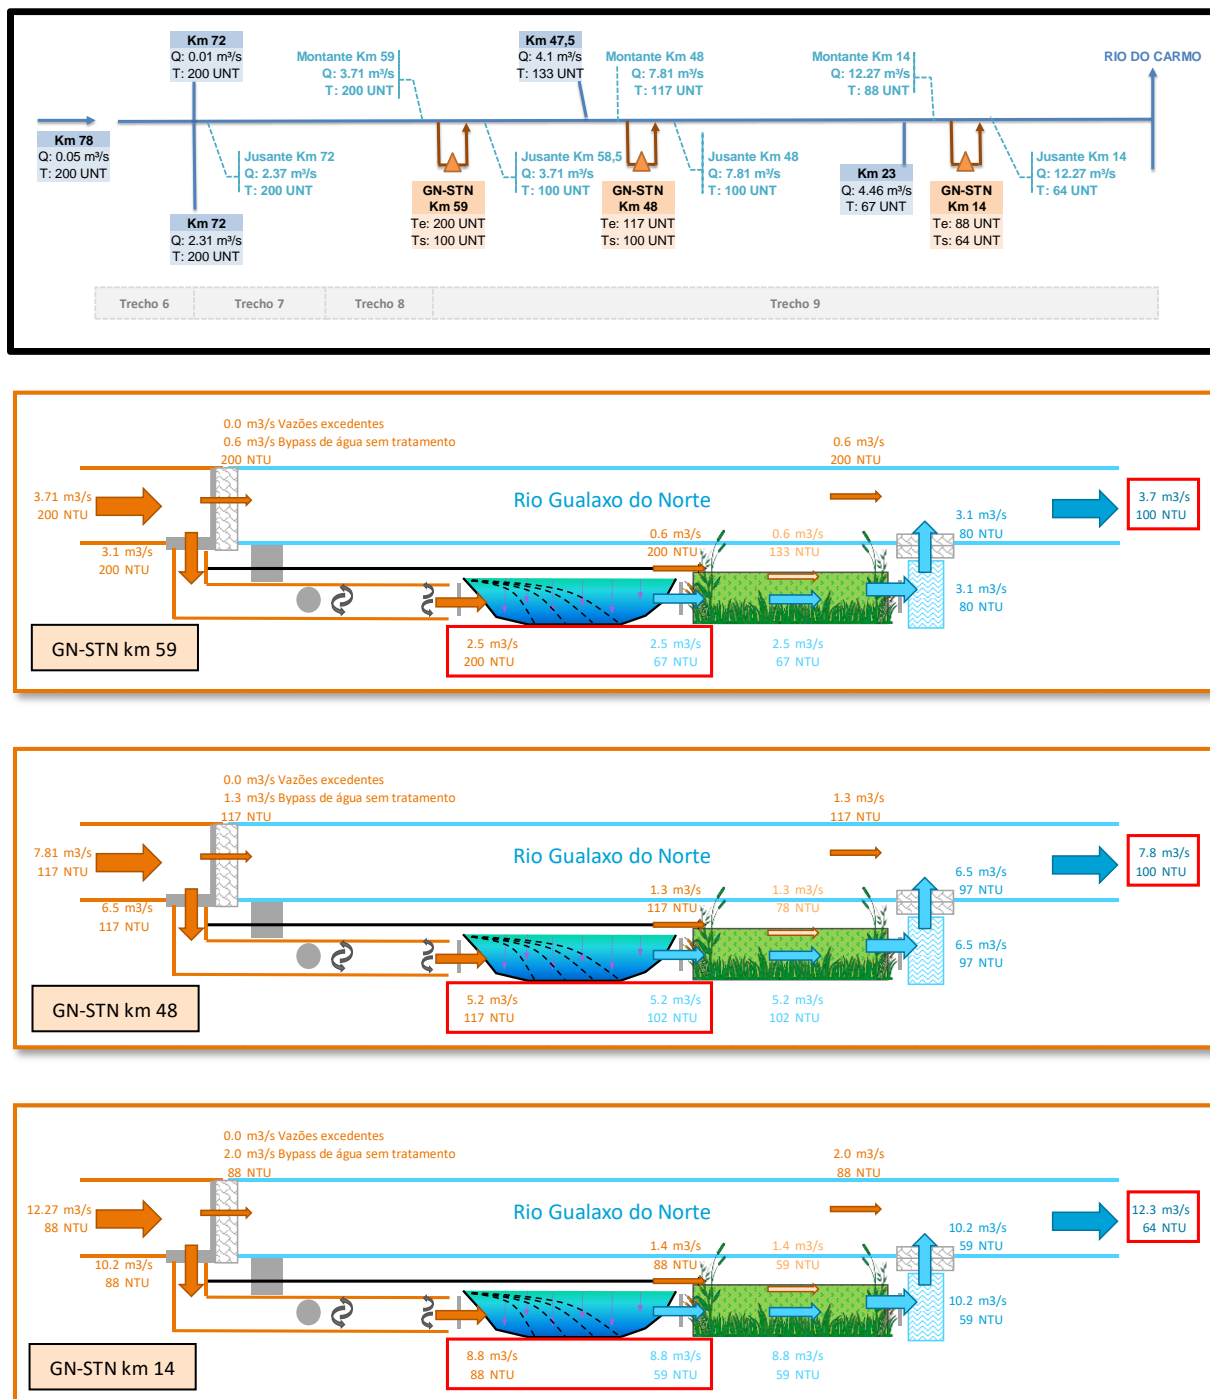 Km 72
Q: 0.01 m³/s
T: 200 UNT
Km 47,5
Q: 4.1 m³/s
T: 133 UNT
Montante Km 59
Q: 3.71 m³/s
T: 200 UNT
Montante Km 48
Q: 7.81 m³/s
T: 117 UNT
Montante Km 14
Q: 12.27 m³/s
T: 88 UNT
RIO DO CARMO
Km 78
Q: 0.05 m³/s
T: 200 UNT
Jusante Km 72
Q: 2.37 m³/s
T: 200 UNT
Jusante Km 58,5
Q: 3.71 m³/s
T: 100 UNT
Jusante Km 48
Q: 7.81 m³/s
T: 100 UNT
Jusante Km 14
Q: 12.27 m³/s
T: 64 UNT
Km 72
Q: 2.31 m³/s
T: 200 UNT
GN-STN
Km 59
Te: 200 UNT
Ts: 100 UNT
GN-STN
Km 48
Te: 117 UNT
Ts: 100 UNT
Km 23
Q: 4.46 m³/s
T: 67 UNT
GN-STN
Km 14
Te: 88 UNT
Ts: 64 UNT
Trecho 6
Trecho 7
Trecho 8
Trecho 9
0.0 m3/s Vazões excedentes
0.6 m3/s Bypass de água sem tratamento
200 NTU
0.6 m3/s
200 NTU
3.71 m3/s
200 NTU
Rio Gualaxo do Norte
3.7 m3/s
100 NTU
3.1 m3/s
200 NTU
0.6 m3/s
200 NTU
0.6 m3/s
133 NTU
3.1 m3/s
80 NTU
3.1 m3/s
80 NTU
2.5 m3/s
200 NTU
2.5 m3/s
67 NTU
2.5 m3/s
67 NTU
GN-STN km 59
0.0 m3/s Vazões excedentes
1.3 m3/s Bypass de água sem tratamento
117 NTU
1.3 m3/s
117 NTU
7.81 m3/s
117 NTU
Rio Gualaxo do Norte
7.8 m3/s
100 NTU
6.5 m3/s
117 NTU
1.3 m3/s
117 NTU
1.3 m3/s
78 NTU
6.5 m3/s
97 NTU
6.5 m3/s
97 NTU
5.2 m3/s
117 NTU
5.2 m3/s
102 NTU
5.2 m3/s
102 NTU
GN-STN km 48
0.0 m3/s Vazões excedentes
2.0 m3/s Bypass de água sem tratamento
88 NTU
2.0 m3/s
88 NTU
12.27 m3/s
88 NTU
Rio Gualaxo do Norte
12.3 m3/s
64 NTU
10.2 m3/s
88 NTU
1.4 m3/s
88 NTU
1.4 m3/s
59 NTU
10.2 m3/s
59 NTU
10.2 m3/s
59 NTU
8.8 m3/s
88 NTU
8.8 m3/s
59 NTU
8.8 m3/s
59 NTU
GN-STN km 14